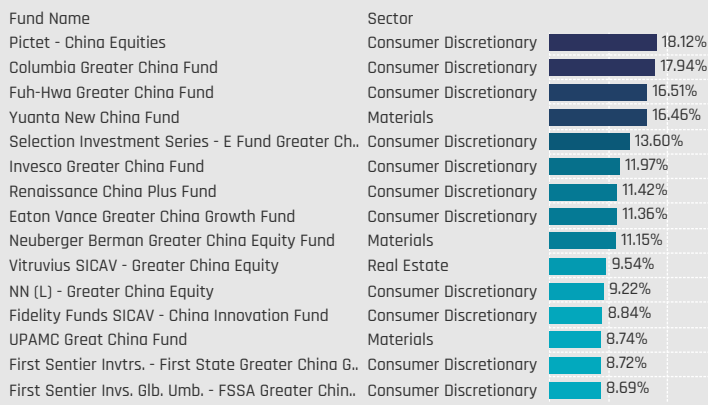 Fund Name Sector
Pictet - China Equities Consumer Discretionary 18.12%
Columbia Greater China Fund Consumer Discretionary 17.94%
Fuh-Hwa Greater China Fund Consumer Discretionary 16.51%
Yuanta New China Fund Materials 16.46%
Selection Investment Series - E Fund Greater Ch.. Consumer Discretionary 13.60%
Invesco Greater China Fund Consumer Discretionary 11.97%
Renaissance China Plus Fund Consumer Discretionary 11.42%
Eaton Vance Greater China Growth Fund Consumer Discretionary 11.36%
Neuberger Berman Greater China Equity Fund Materials 11.15%
Vitruvius SICAV - Greater China Equity Real Estate 9.54%
NN (L) - Greater China Equity Consumer Discretionary 9.22%
Fidelity Funds SICAV - China Innovation Fund Consumer Discretionary 8.84%
UPAMC Great China Fund Materials 8.74%
First Sentier Invtrs. - First State Greater China G.. Consumer Discretionary 8.72%
First Sentier Invs. Glb. Umb. - FSSA Greater Chin.. Consumer Discretionary 8.69%